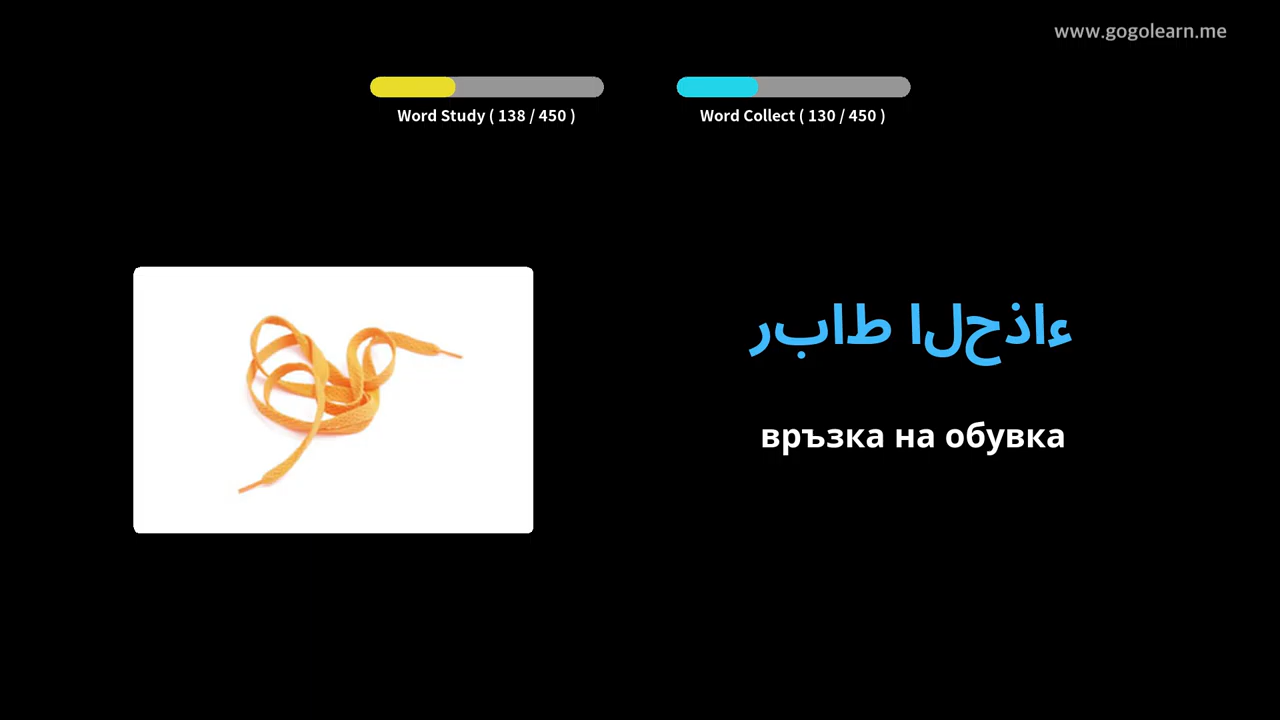 www.gogolearn.me
Word Study ( 138 / 450 )
Word Collect ( 130 / 450 )
رباط الحذاء
връзка на обувка